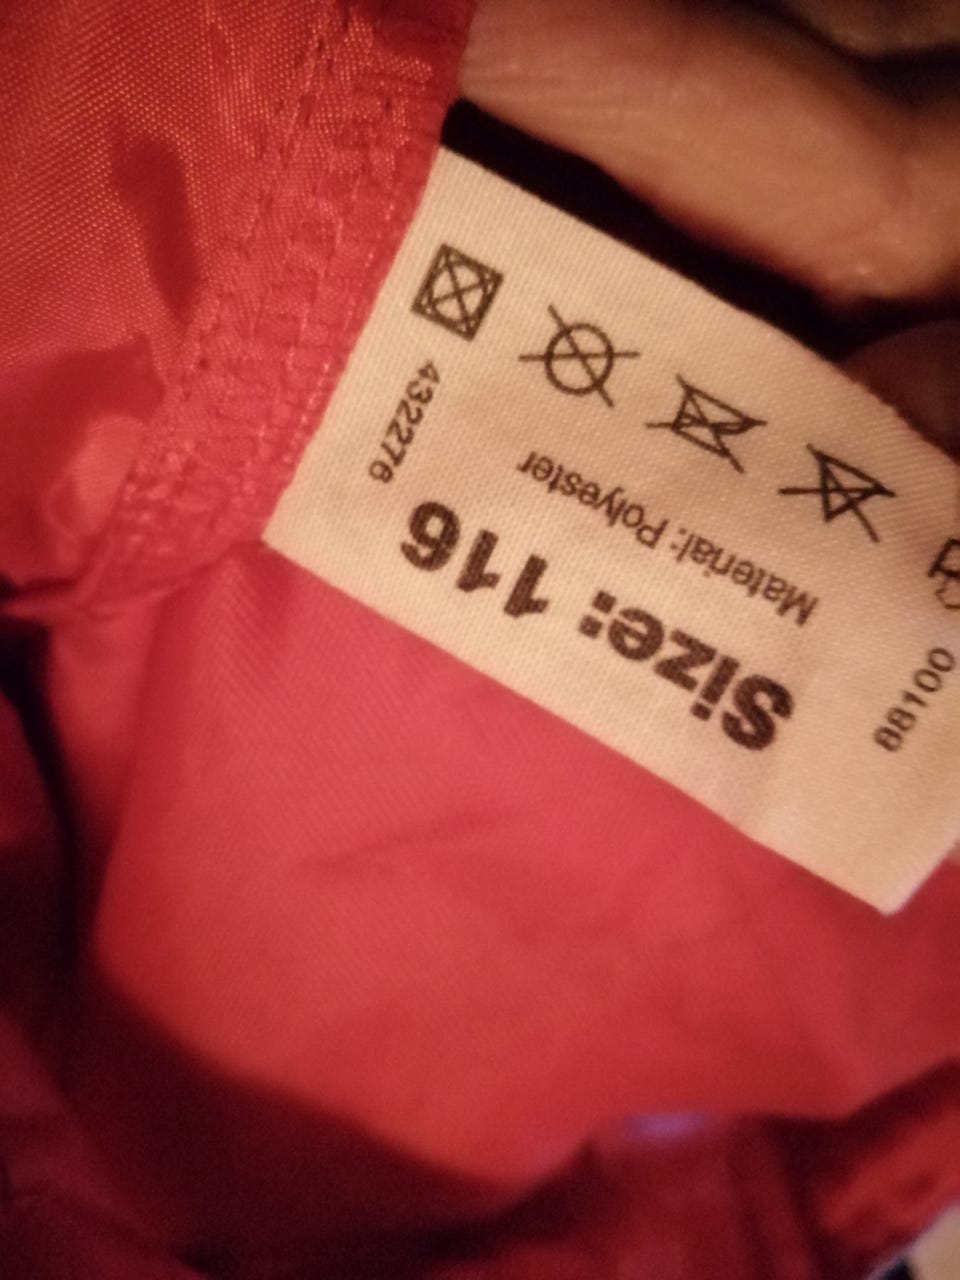 Size: 116
Material: Polyester
432276
88100